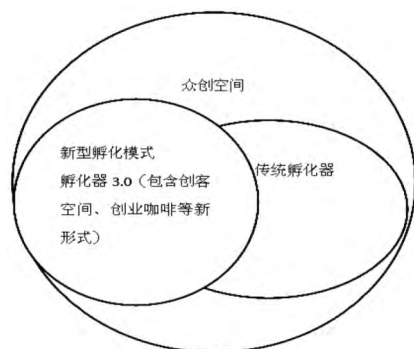 众创空间
新型孵化模式
孵化器 3.0（包含创客
空间、创业咖啡等新
形式）
传统孵化器